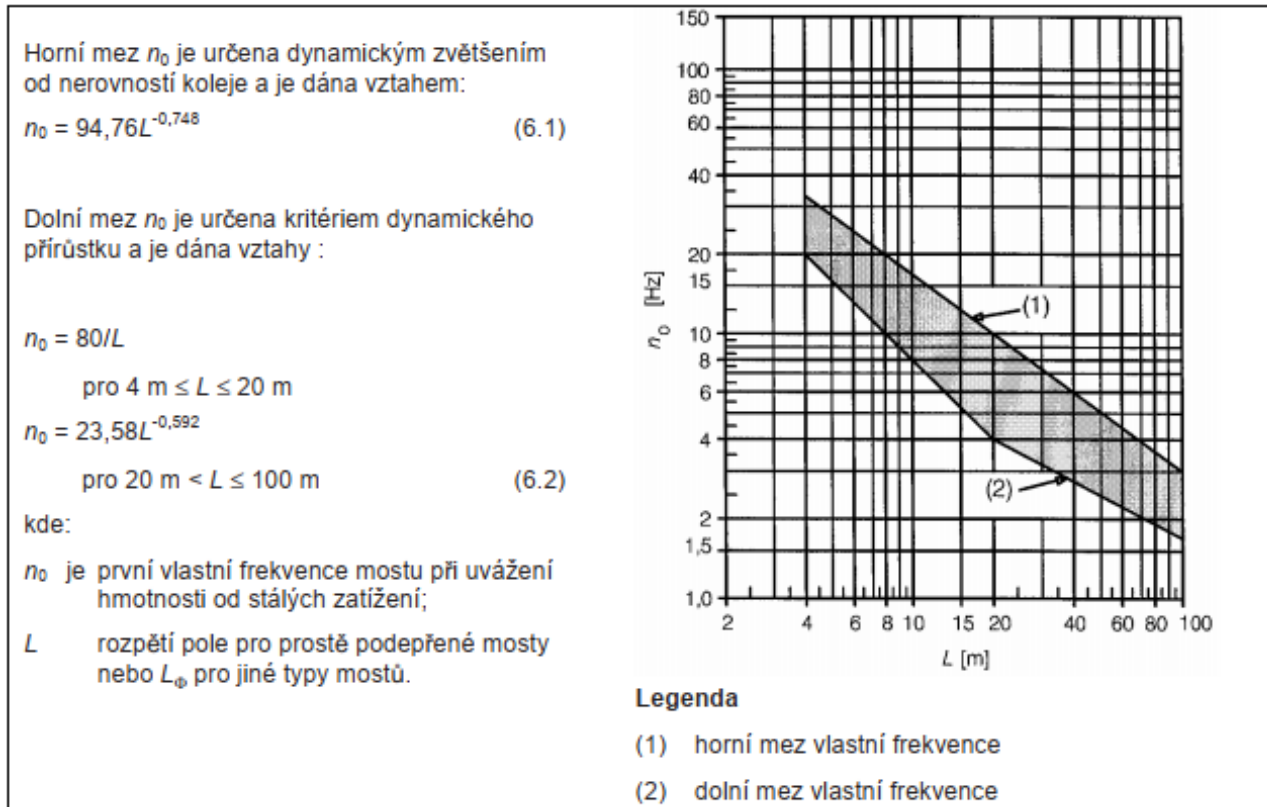 Horní mez n₀ je určena dynamickým zvětšením
od nerovností koleje a je dána vztahem:
n₀ = 94,76L⁻⁰,⁷⁴⁸ (6.1)
Dolní mez n₀ je určena kritériem dynamického
přírůstku a je dána vztahy :
n₀ = 80/L
pro 4 m ≤ L ≤ 20 m
n₀ = 23,58L⁻⁰,⁵⁹²
pro 20 m < L ≤ 100 m (6.2)
kde:
n₀ je první vlastní frekvence mostu při uvážení
hmotnosti od stálých zatížení;
L rozpětí pole pro prostě podepřené mosty
nebo L_Φ pro jiné typy mostů.
150
100
80
60
40
20
15
10
8
6
4
2
1,5
1,0
n₀ [Hz]
(1)
(2)
2 4 6 8 10 15 20 40 60 80 100
L [m]
Legenda
(1) horní mez vlastní frekvence
(2) dolní mez vlastní frekvence